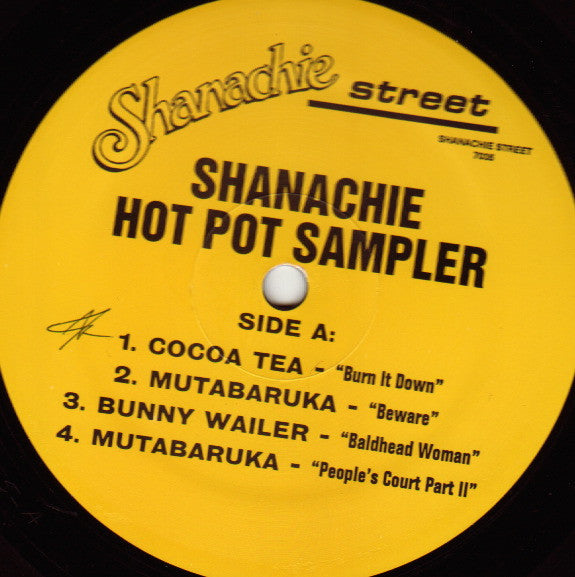 Shanachie street
SHANACHIE STREET
7026
SHANACHIE
HOT POT SAMPLER
SIDE A:
1. COCOA TEA - "Burn It Down"
2. MUTABARUKA - "Beware"
3. BUNNY WAILER - "Baldhead Woman"
4. MUTABARUKA - "People's Court Part II"